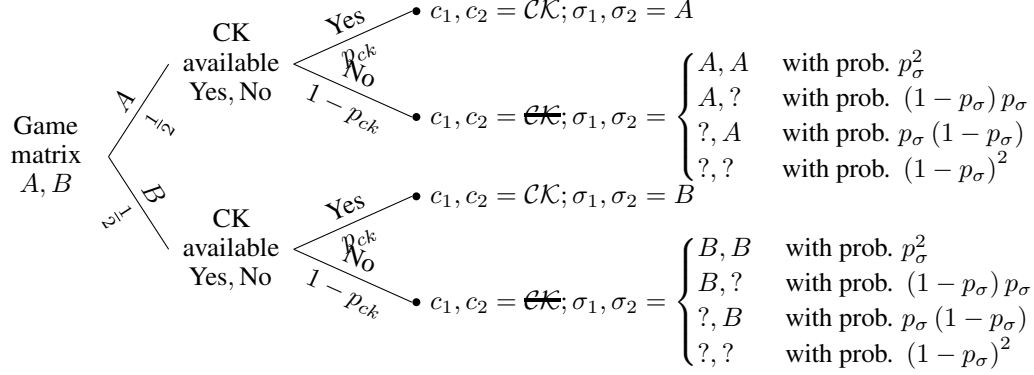 Game
matrix
A, B
A
1/2
B
1/2
CK
available
Yes, No
Yes
p_ck
No
1 − p_ck
c_1, c_2 = CK; σ_1, σ_2 = A
c_1, c_2 = C̶K̶; σ_1, σ_2 =
A, A with prob. p_σ^2
A, ? with prob. (1 − p_σ) p_σ
?, A with prob. p_σ (1 − p_σ)
?, ? with prob. (1 − p_σ)^2
CK
available
Yes, No
Yes
p_ck
No
1 − p_ck
c_1, c_2 = CK; σ_1, σ_2 = B
c_1, c_2 = C̶K̶; σ_1, σ_2 =
B, B with prob. p_σ^2
B, ? with prob. (1 − p_σ) p_σ
?, B with prob. p_σ (1 − p_σ)
?, ? with prob. (1 − p_σ)^2